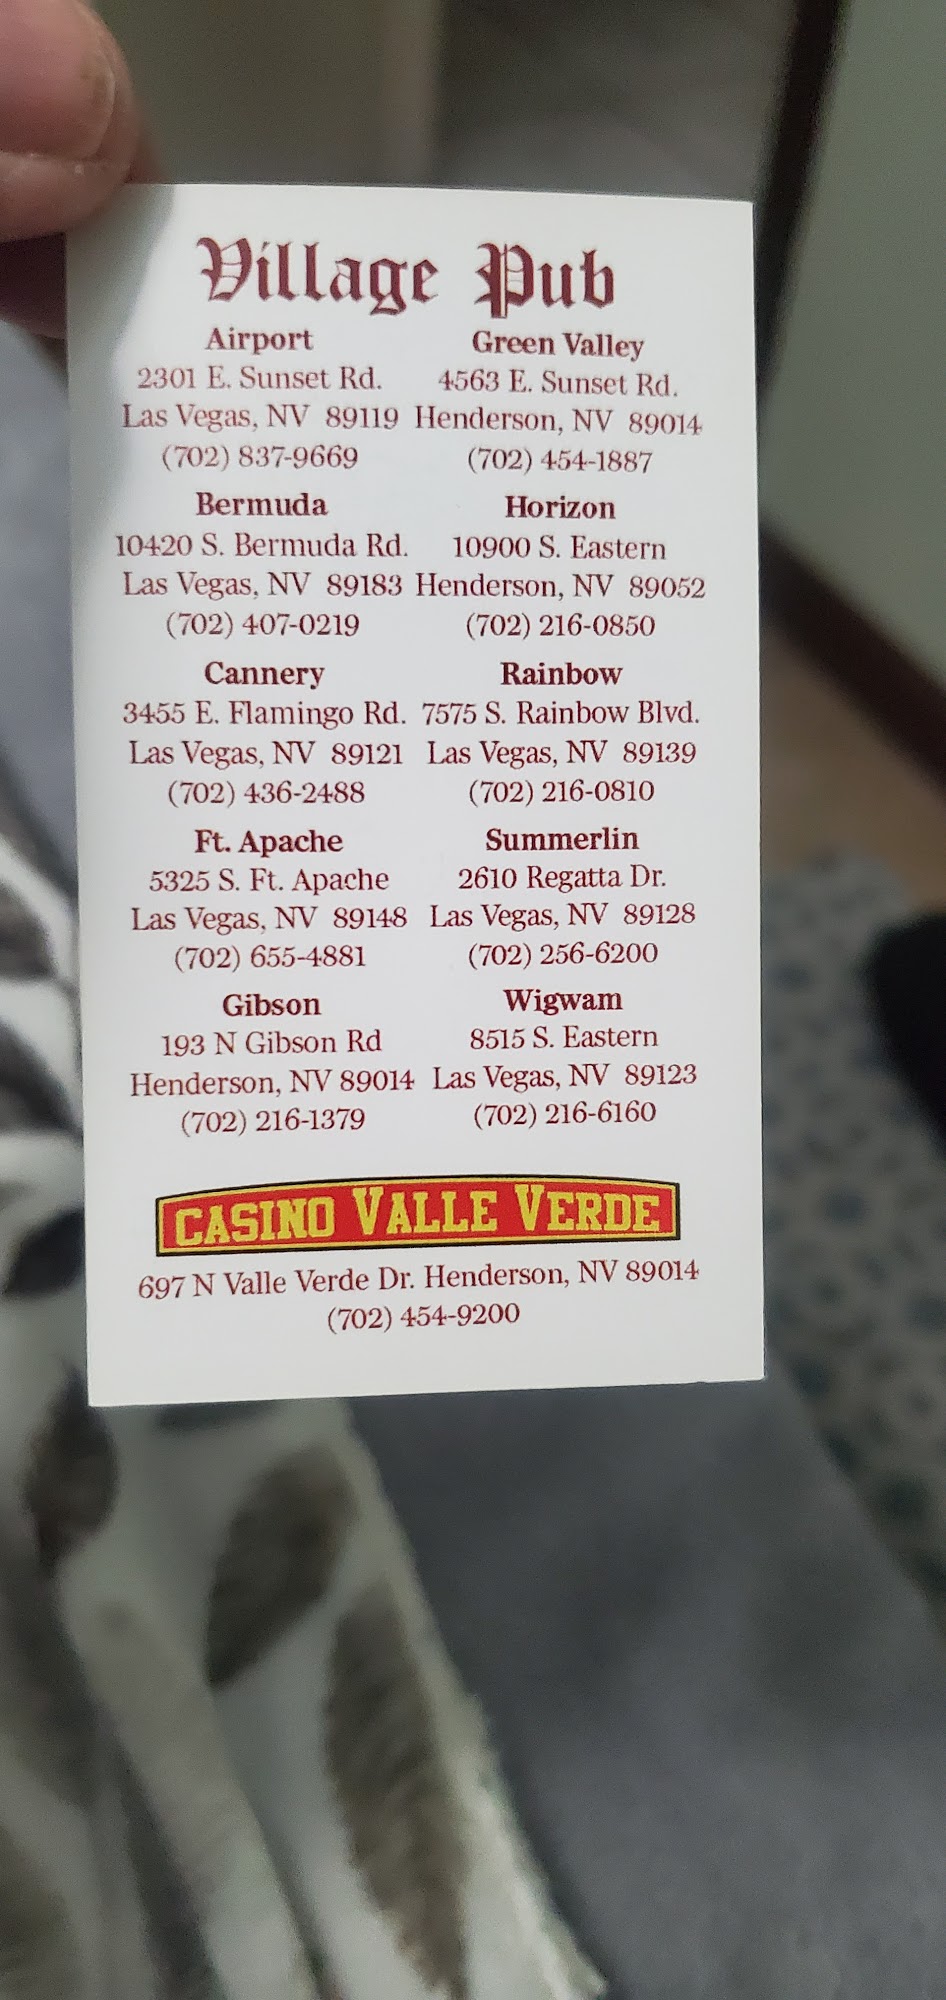 Village Pub
Airport
2301 E. Sunset Rd.
Las Vegas, NV 89119
(702) 837-9669
Green Valley
4563 E. Sunset Rd.
Henderson, NV 89014
(702) 454-1887
Bermuda
10420 S. Bermuda Rd.
Las Vegas, NV 89183
(702) 407-0219
Horizon
10900 S. Eastern
Henderson, NV 89052
(702) 216-0850
Cannery
3455 E. Flamingo Rd.
Las Vegas, NV 89121
(702) 436-2488
Rainbow
7575 S. Rainbow Blvd.
Las Vegas, NV 89139
(702) 216-0810
Ft. Apache
5325 S. Ft. Apache
Las Vegas, NV 89148
(702) 655-4881
Summerlin
2610 Regatta Dr.
Las Vegas, NV 89128
(702) 256-6200
Gibson
193 N Gibson Rd
Henderson, NV 89014
(702) 216-1379
Wigwam
8515 S. Eastern
Las Vegas, NV 89123
(702) 216-6160
CASINO VALLE VERDE
697 N Valle Verde Dr. Henderson, NV 89014
(702) 454-9200